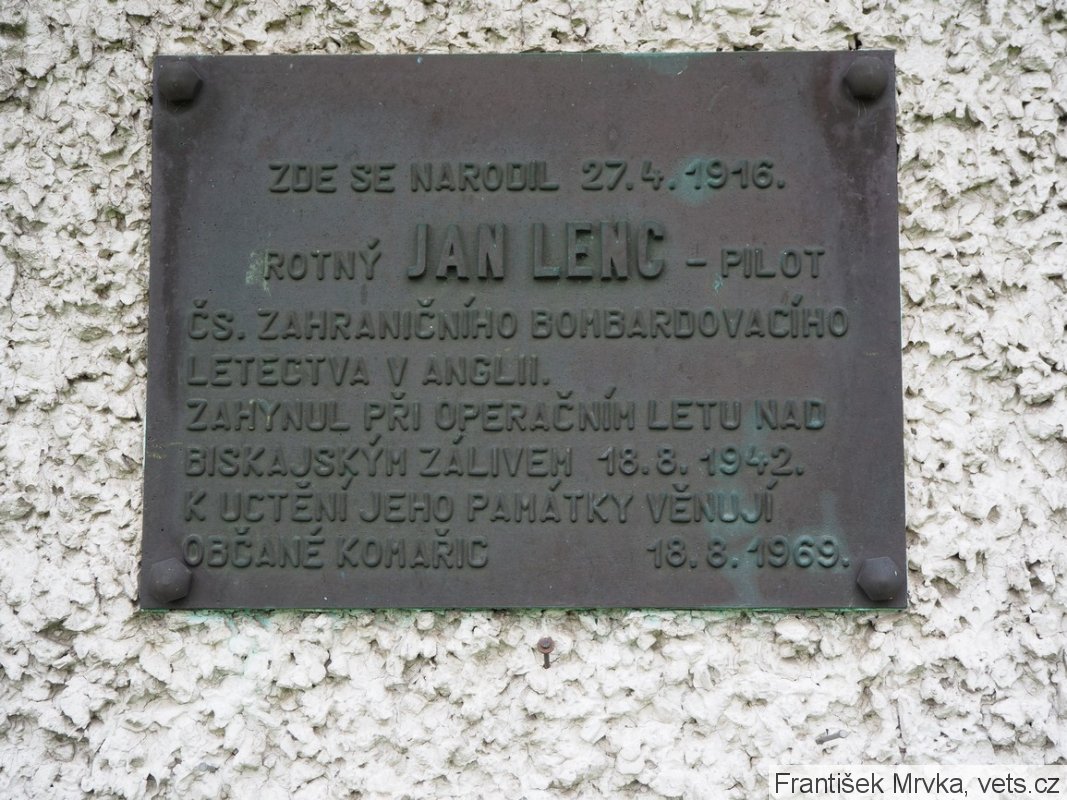 ZDE SE NARODIL 27.4.1916.
ROTNÝ JAN LENC – PILOT
ČS. ZAHRANIČNÍHO BOMBARDOVACÍHO
LETECTVA V ANGLII.
ZAHYNUL PŘI OPERAČNÍM LETU NAD
BISKAJSKÝM ZÁLIVEM 18.8.1942.
K UCTĚNÍ JEHO PAMÁTKY VĚNUJÍ
OBČANÉ KOMAŘIC 18.8.1969.
František Mrvka, vets.cz